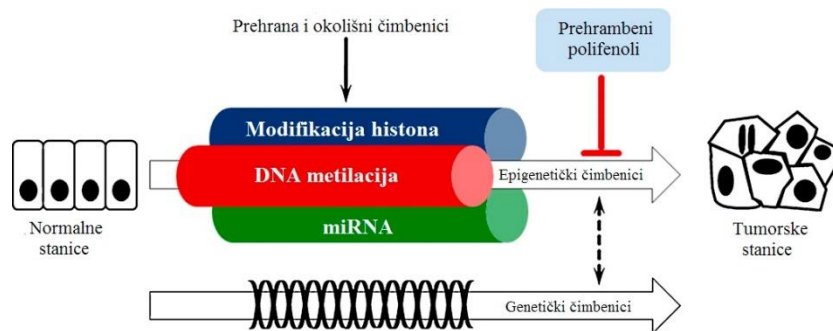 Prehrana i okolišni čimbenici
Prehrambeni
polifenoli
Modifikacija histona
DNA metilacija
Epigenetički čimbenici
miRNA
Normalne
stanice
Tumorske
stanice
Genetički čimbenici